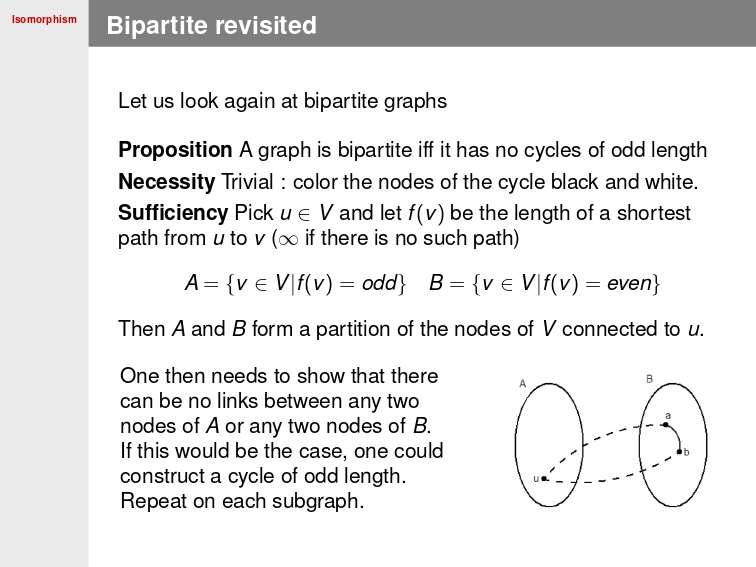 Isomorphism
Bipartite revisited
Let us look again at bipartite graphs
Proposition A graph is bipartite iff it has no cycles of odd length
Necessity Trivial : color the nodes of the cycle black and white.
Sufficiency Pick u ∈ V and let f(v) be the length of a shortest
path from u to v (∞ if there is no such path)
A = {v ∈ V|f(v) = odd} B = {v ∈ V|f(v) = even}
Then A and B form a partition of the nodes of V connected to u.
One then needs to show that there
can be no links between any two
nodes of A or any two nodes of B.
If this would be the case, one could
construct a cycle of odd length.
Repeat on each subgraph.
A
B
a
b
u